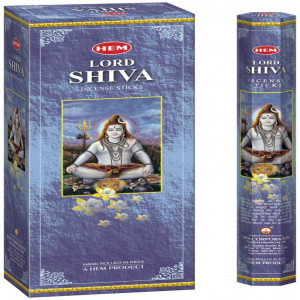 HEM
LORD
SHIVA
INCENSE STICKS
HAND ROLLED IN INDIA
A HEM PRODUCT
HEM
LORD
SHIVA
INCENSE
STICKS